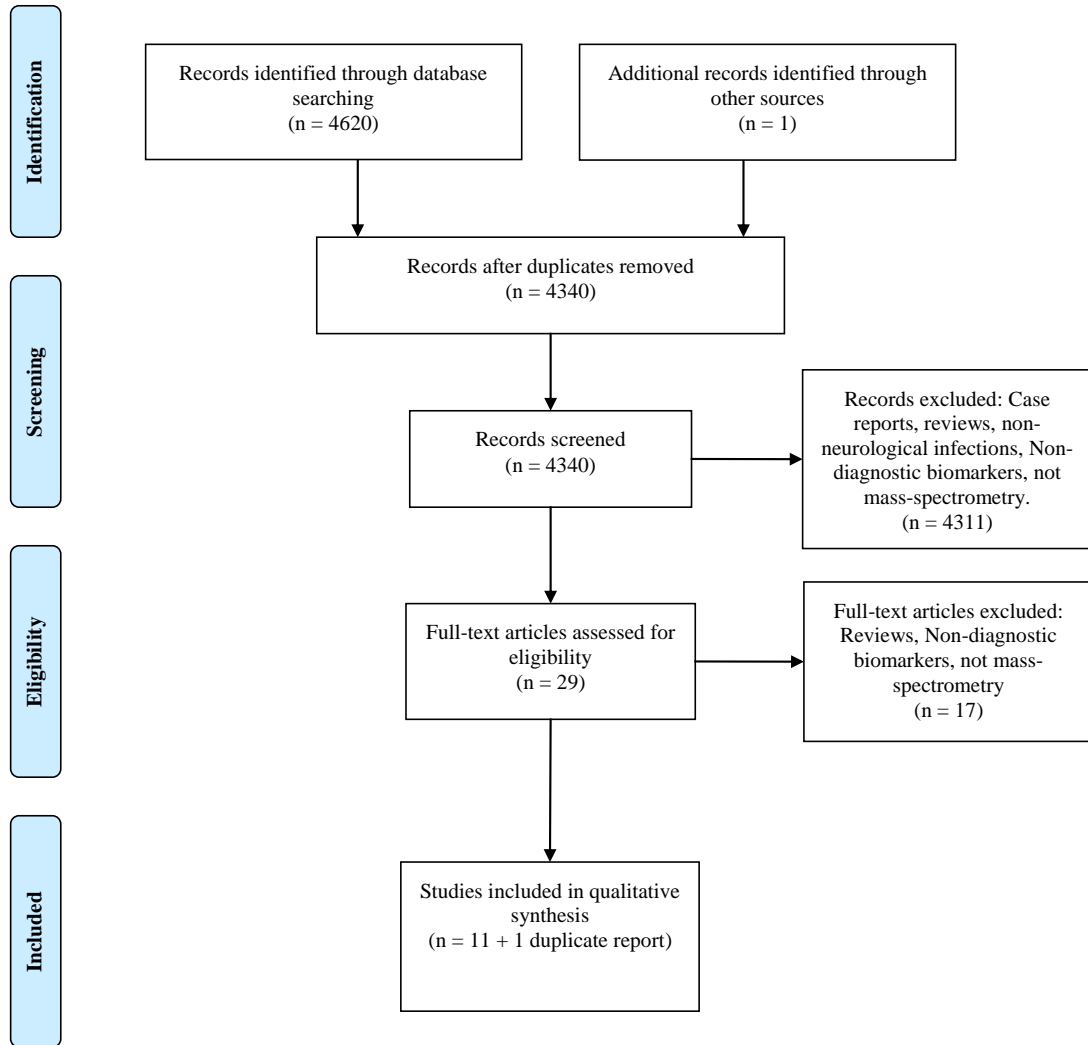 Identification
Records identified through database
searching
(n = 4620)
Additional records identified through
other sources
(n = 1)
Records after duplicates removed
(n = 4340)
Screening
Records screened
(n = 4340)
Records excluded: Case
reports, reviews, non-
neurological infections, Non-
diagnostic biomarkers, not
mass-spectrometry.
(n = 4311)
Eligibility
Full-text articles assessed for
eligibility
(n = 29)
Full-text articles excluded:
Reviews, Non-diagnostic
biomarkers, not mass-
spectrometry
(n = 17)
Included
Studies included in qualitative
synthesis
(n = 11 + 1 duplicate report)